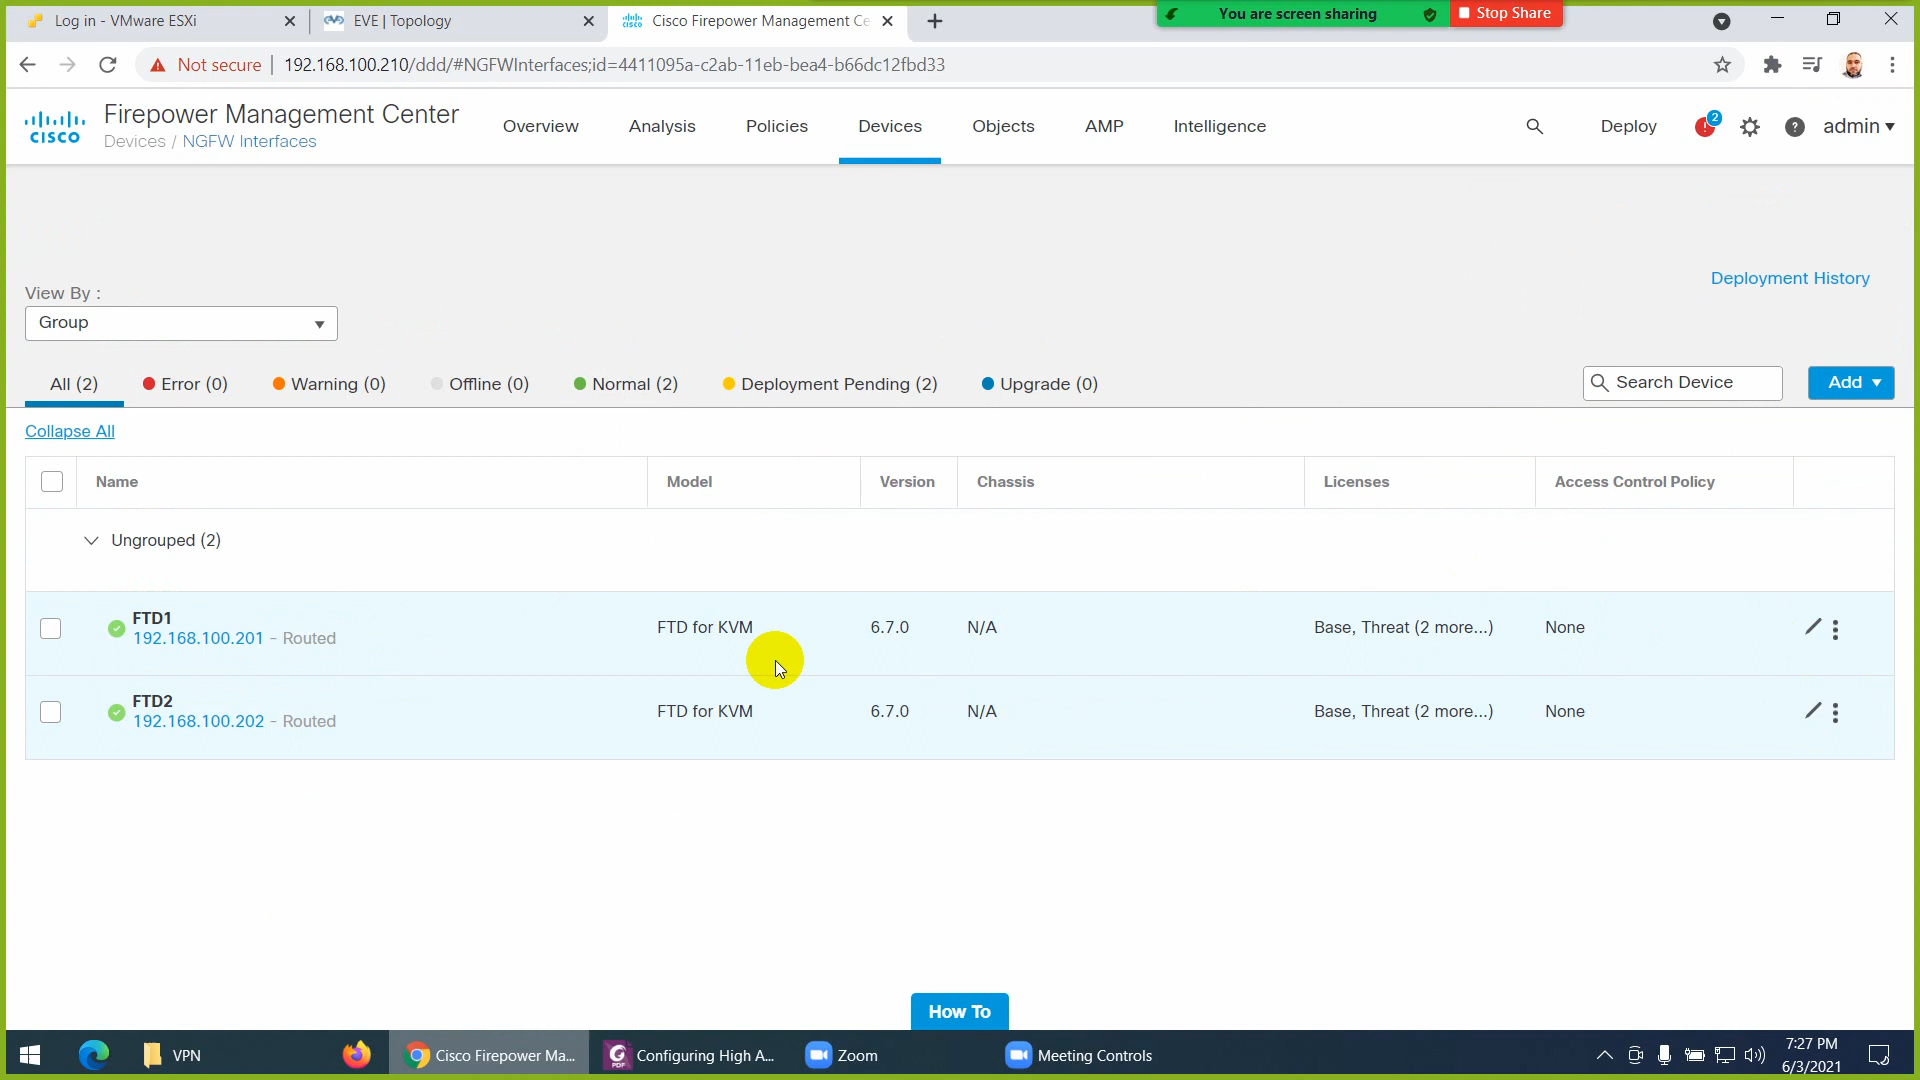 Log in - VMware ESXi
EVE | Topology
Cisco Firepower Management Ce
You are screen sharing
Stop Share
Not secure
192.168.100.210/ddd/#NGFWInterfaces;id=4411095a-c2ab-11eb-bea4-b66dc12fbd33
cisco
Firepower Management Center
Devices / NGFW Interfaces
Overview
Analysis
Policies
Devices
Objects
AMP
Intelligence
Deploy
2
admin
Deployment History
View By :
Group
All (2)
Error (0)
Warning (0)
Offline (0)
Normal (2)
Deployment Pending (2)
Upgrade (0)
Search Device
Add
Collapse All
Name
Model
Version
Chassis
Licenses
Access Control Policy
Ungrouped (2)
FTD1
192.168.100.201 - Routed
FTD for KVM
6.7.0
N/A
Base, Threat (2 more...)
None
FTD2
192.168.100.202 - Routed
FTD for KVM
6.7.0
N/A
Base, Threat (2 more...)
None
How To
VPN
Cisco Firepower Ma...
PDF
Configuring High A...
Zoom
Meeting Controls
7:27 PM
6/3/2021